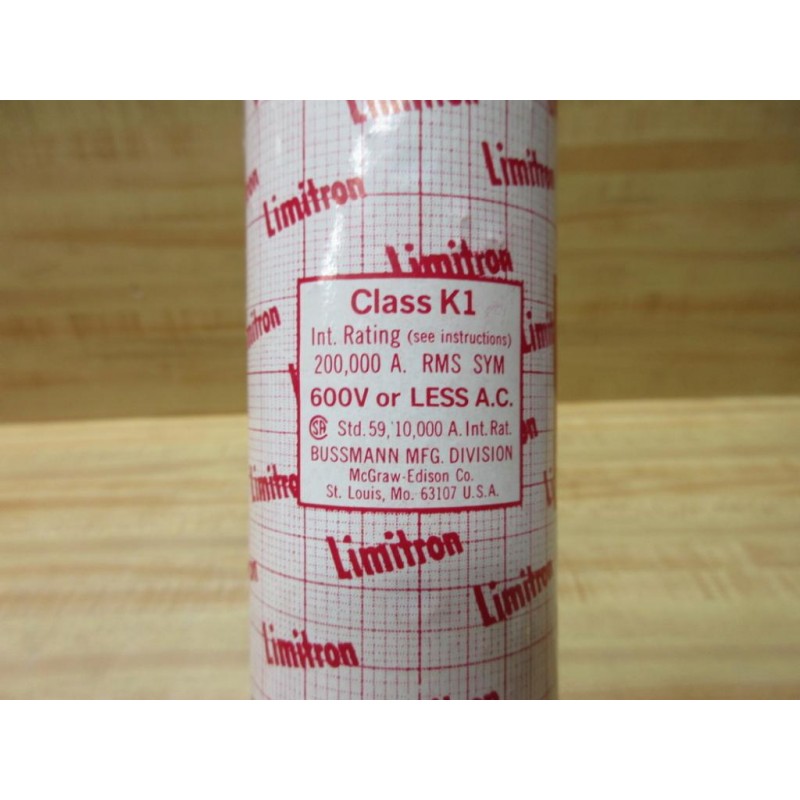 Limitron
Limitron
Limitron
Limitron
Class K1
Int. Rating (see instructions)
200,000 A. RMS SYM
600V or LESS A.C.
SA Std. 59, 10,000 A. Int. Rat.
BUSSMANN MFG. DIVISION
McGraw-Edison Co.
St. Louis, Mo. 63107 U.S.A.
Limitron
Limitron
Limitron